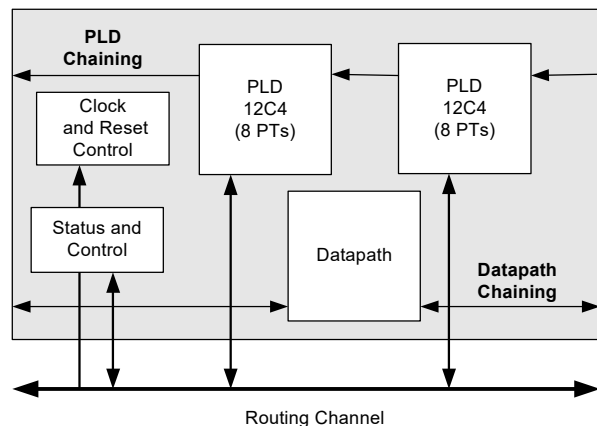 PLD
Chaining
PLD
12C4
(8 PTs)
PLD
12C4
(8 PTs)
Clock
and Reset
Control
Status and
Control
Datapath
Datapath
Chaining
Routing Channel